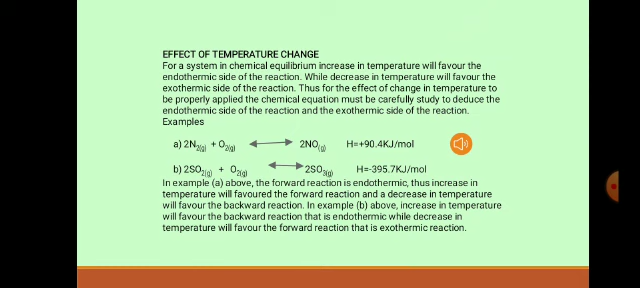 EFFECT OF TEMPERATURE CHANGE
For a system in chemical equilibrium increase in temperature will favour the
endothermic side of the reaction. While decrease in temperature will favour the
exothermic side of the reaction. Thus for the effect of change in temperature to
be properly applied the chemical equation must be carefully study to deduce the
endothermic side of the reaction and the exothermic side of the reaction.
Examples
a) 2N2(g) + O2(g) ⟷ 2NO(g) H=+90.4KJ/mol
b) 2SO2(g) + O2(g) ⟷ 2SO3(g) H=-395.7KJ/mol
In example (a) above, the forward reaction is endothermic, thus increase in
temperature will favoured the forward reaction and a decrease in temperature
will favour the backward reaction. In example (b) above, increase in temperature
will favour the backward reaction that is endothermic while decrease in
temperature will favour the forward reaction that is exothermic reaction.